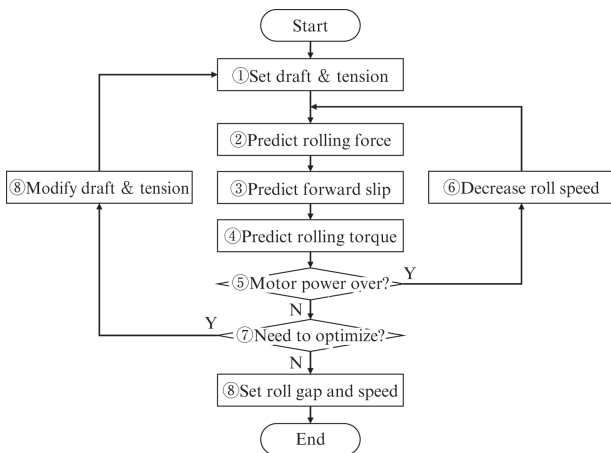 Start
①Set draft & tension
②Predict rolling force
⑧Modify draft & tension
③Predict forward slip
⑥Decrease roll speed
④Predict rolling torque
⑤Motor power over?
Y
N
Y
⑦Need to optimize?
N
⑧Set roll gap and speed
End